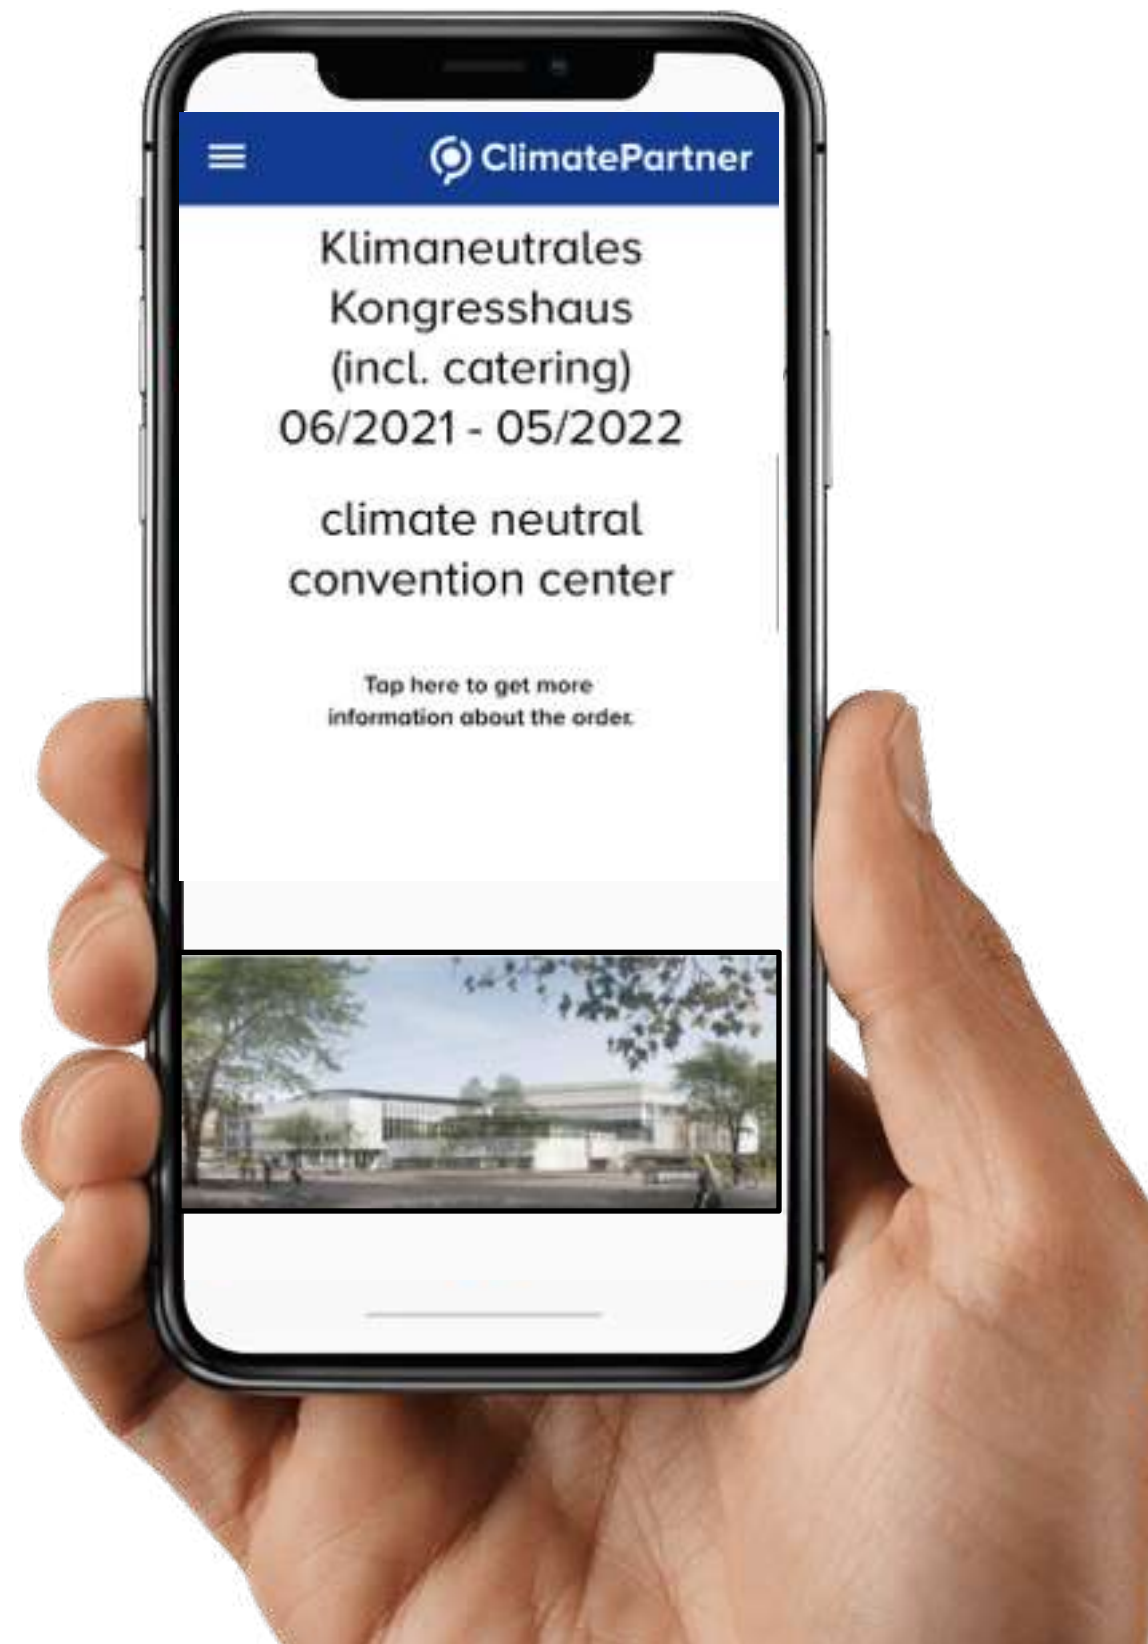 ClimatePartner
Klimaneutrales
Kongresshaus
(incl. catering)
06/2021 - 05/2022
climate neutral
convention center
Tap here to get more
information about the order.